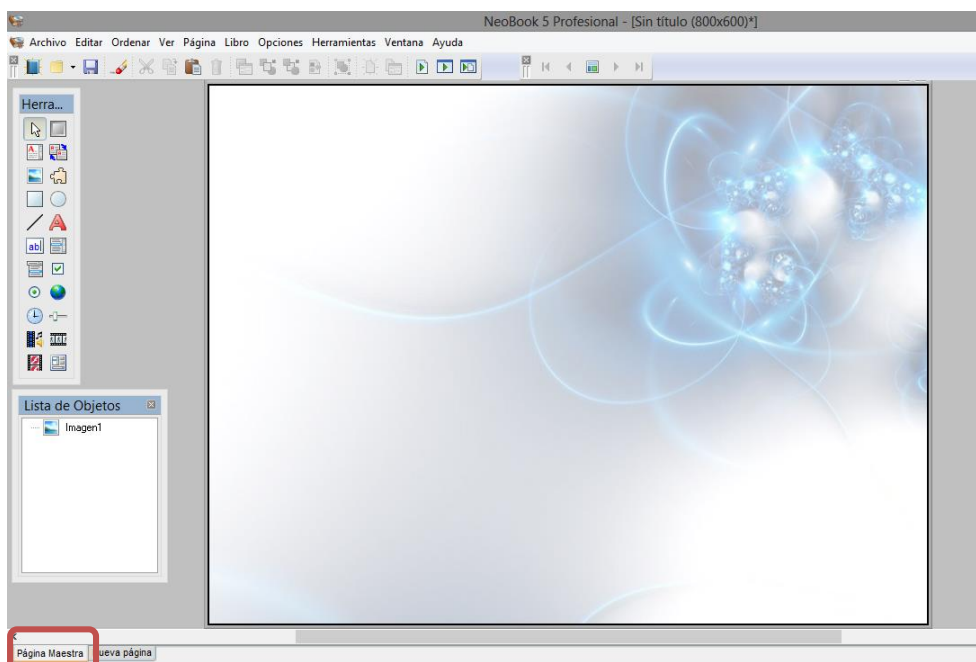 NeoBook 5 Profesional - [Sin título (800x600)*]
Archivo Editar Ordenar Ver Página Libro Opciones Herramientas Ventana Ayuda
Herra...
A
ab
Lista de Objetos
Imagen1
Página Maestra ueva página